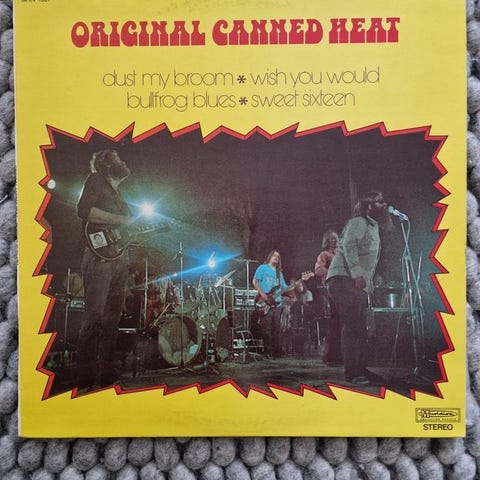 ORIGINAL CANNED HEAT
dust my broom * wish you would
bullfrog blues * sweet sixteen
STEREO